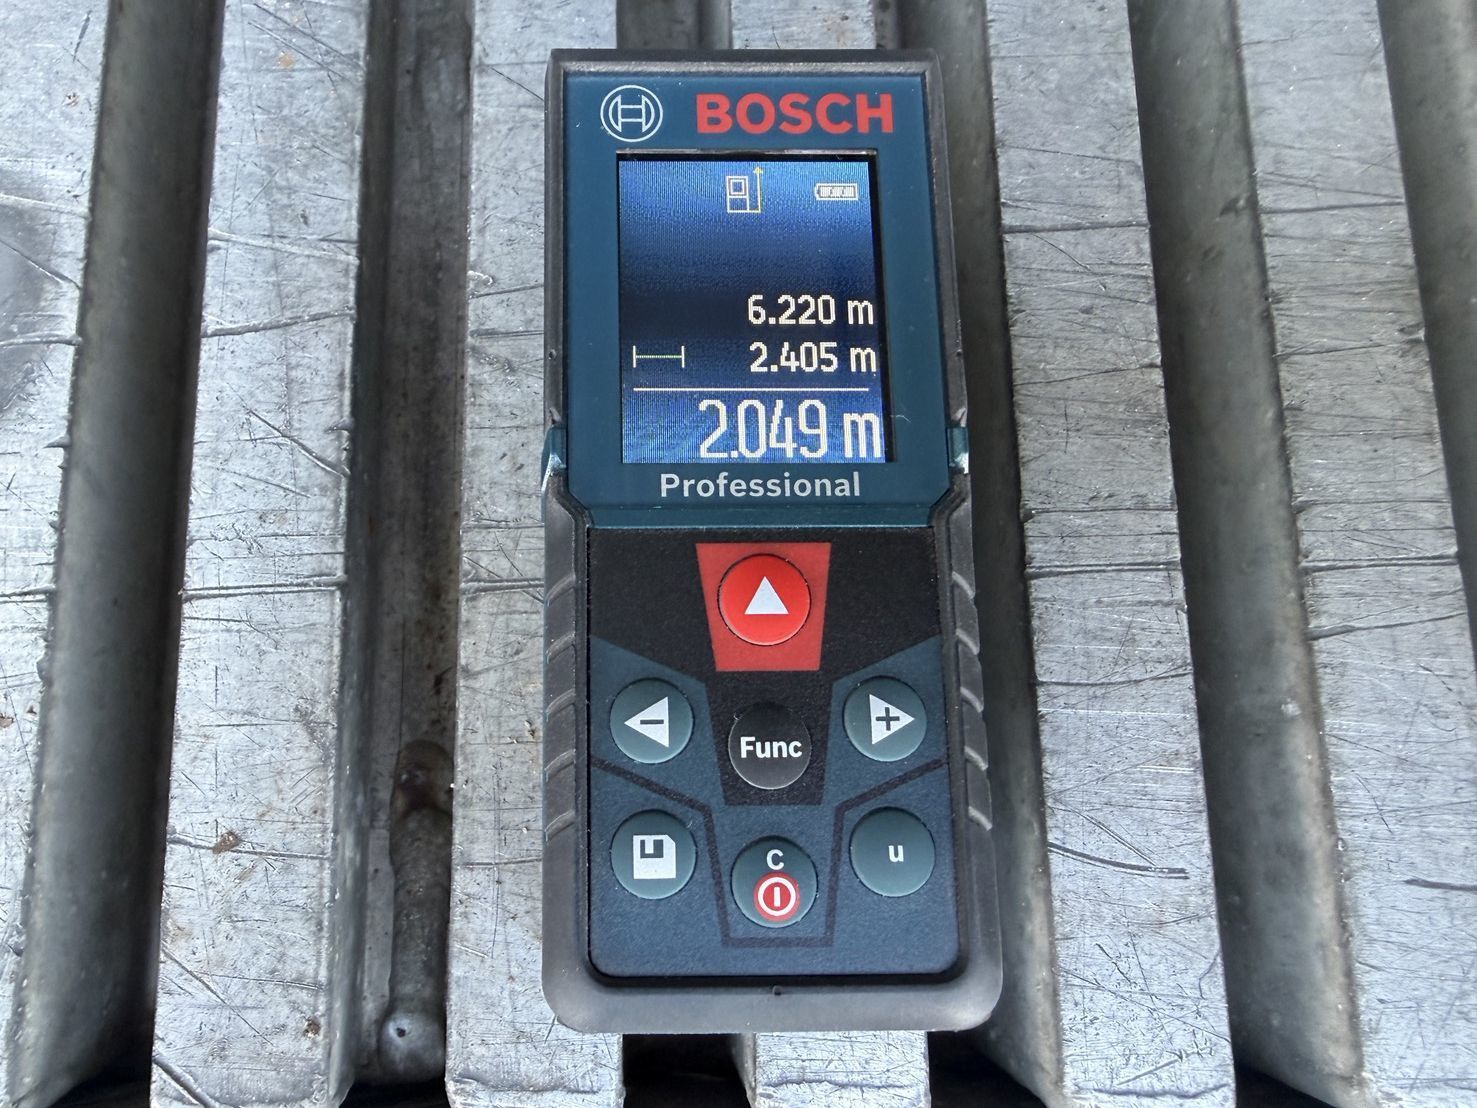 BOSCH
6.220 m
2.405 m
2.049 m
Professional
Func
C
u